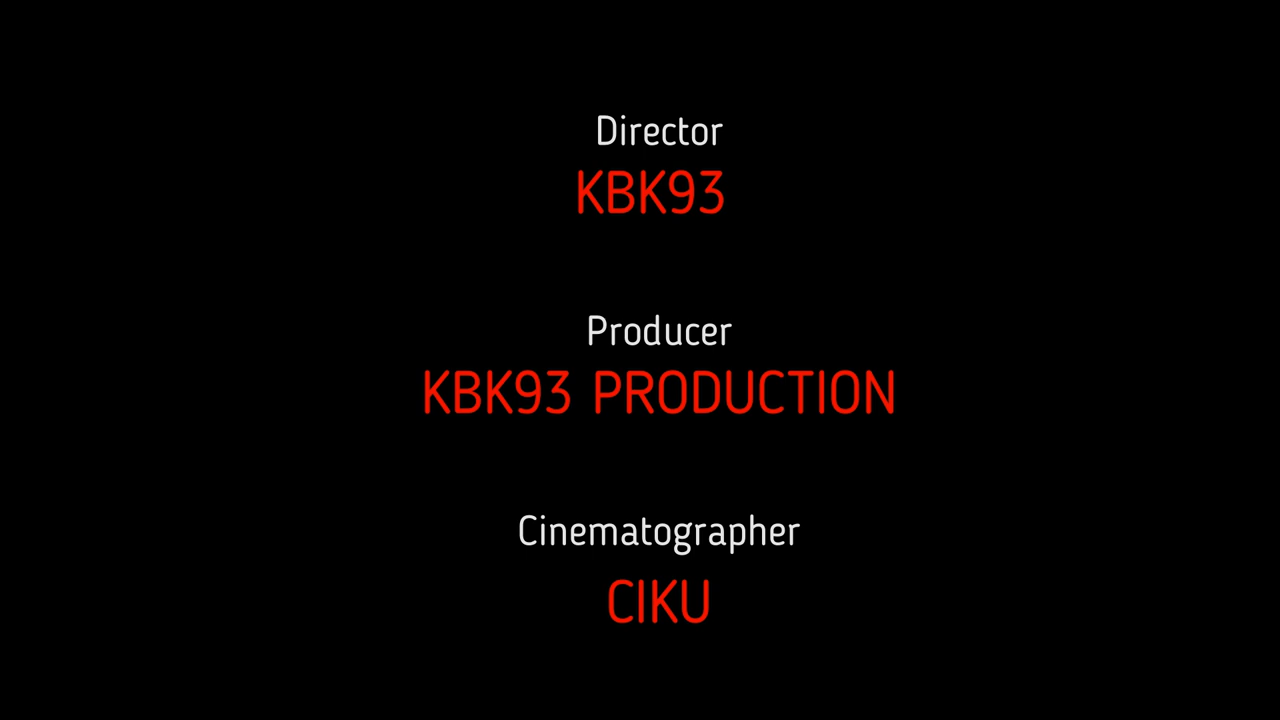 Director
KBK93
Producer
KBK93 PRODUCTION
Cinematographer
CIKU